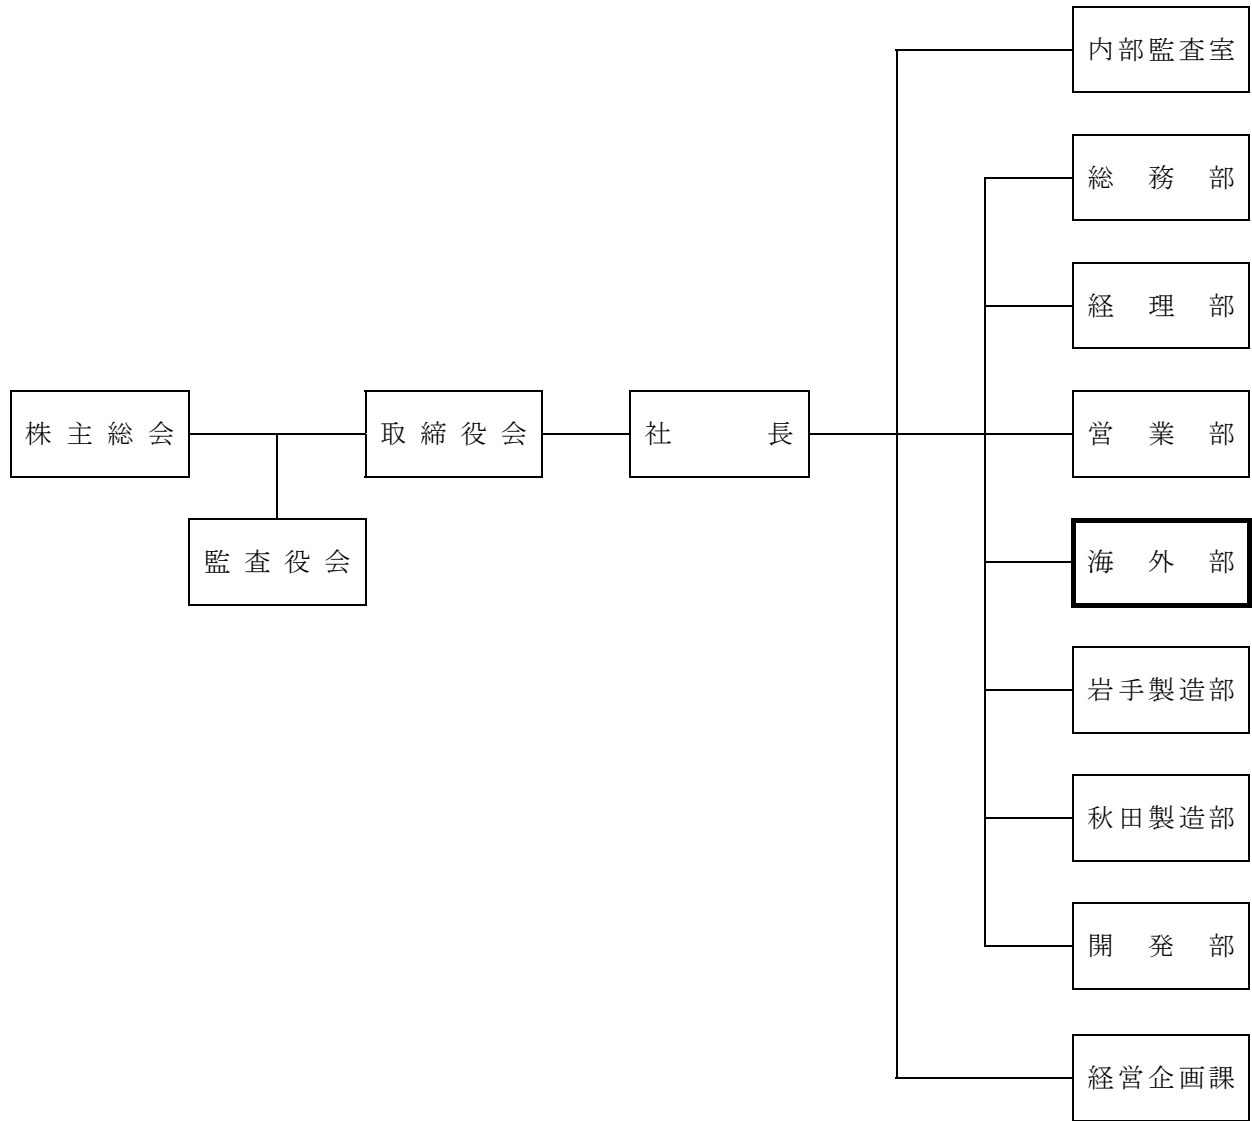 内部監査室
総務部
経理部
株主総会
取締役会
社長
営業部
監査役会
海外部
岩手製造部
秋田製造部
開発部
経営企画課